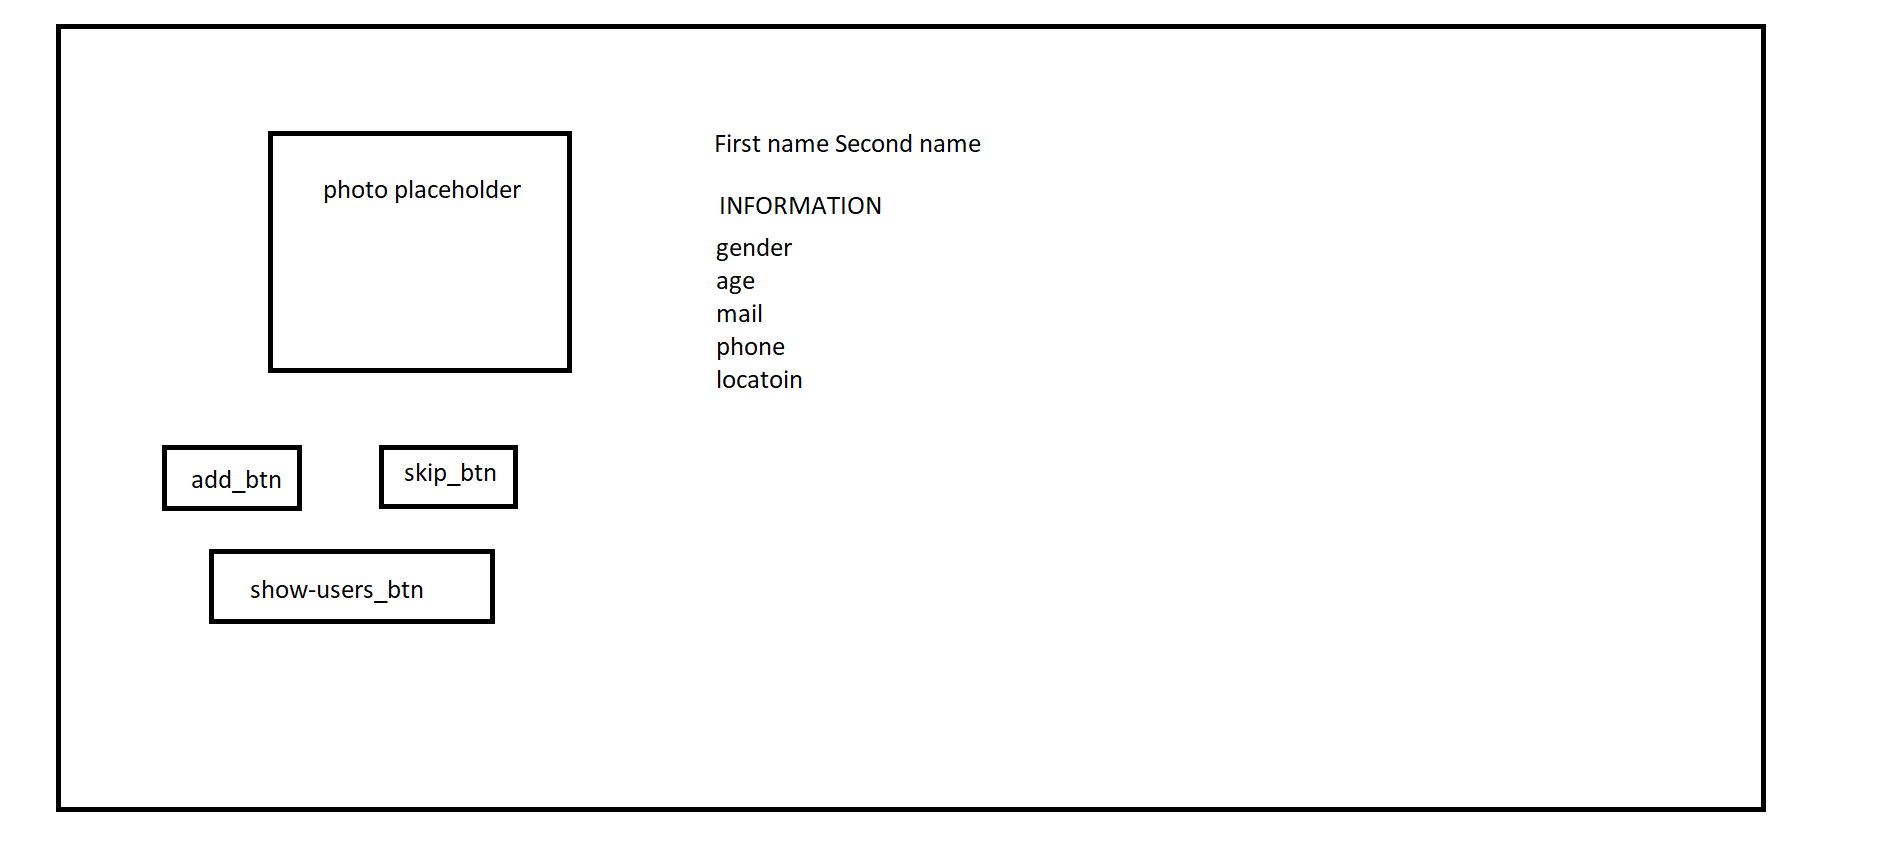 photo placeholder
add_btn
skip_btn
show-users_btn
First name Second name
INFORMATION
gender
age
mail
phone
locatoin